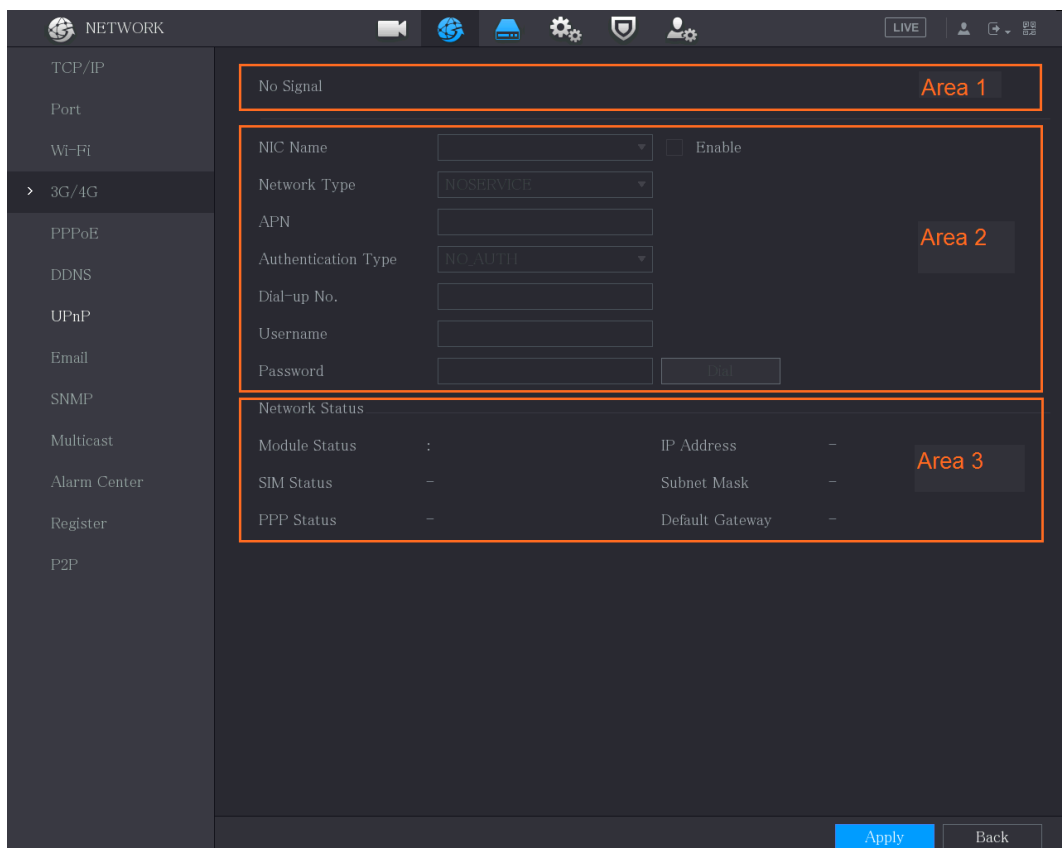 NETWORK
LIVE
TCP/IP
Port
Wi-Fi
3G/4G
PPPoE
DDNS
UPnP
Email
SNMP
Multicast
Alarm Center
Register
P2P
No Signal
Area 1
NIC Name Enable
Network Type NOSERVICE
APN
Area 2
Authentication Type NO_AUTH
Dial-up No.
Username
Password Dial
Network Status
Module Status : IP Address -
Area 3
SIM Status - Subnet Mask -
PPP Status - Default Gateway -
Apply Back